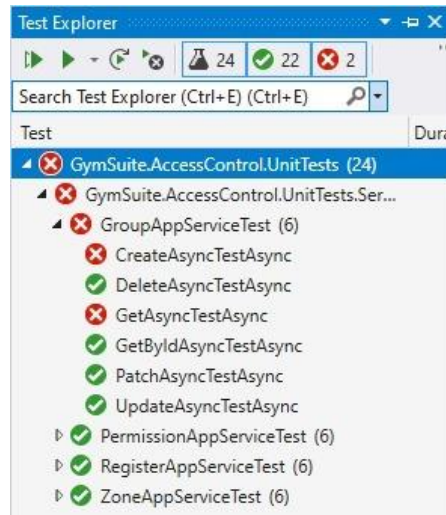 Test Explorer
24 22 2
Search Test Explorer (Ctrl+E) (Ctrl+E)
Test Dura
GymSuite.AccessControl.UnitTests (24)
GymSuite.AccessControl.UnitTests.Ser...
GroupAppServiceTest (6)
CreateAsyncTestAsync
DeleteAsyncTestAsync
GetAsyncTestAsync
GetByIdAsyncTestAsync
PatchAsyncTestAsync
UpdateAsyncTestAsync
PermissionAppServiceTest (6)
RegisterAppServiceTest (6)
ZoneAppServiceTest (6)